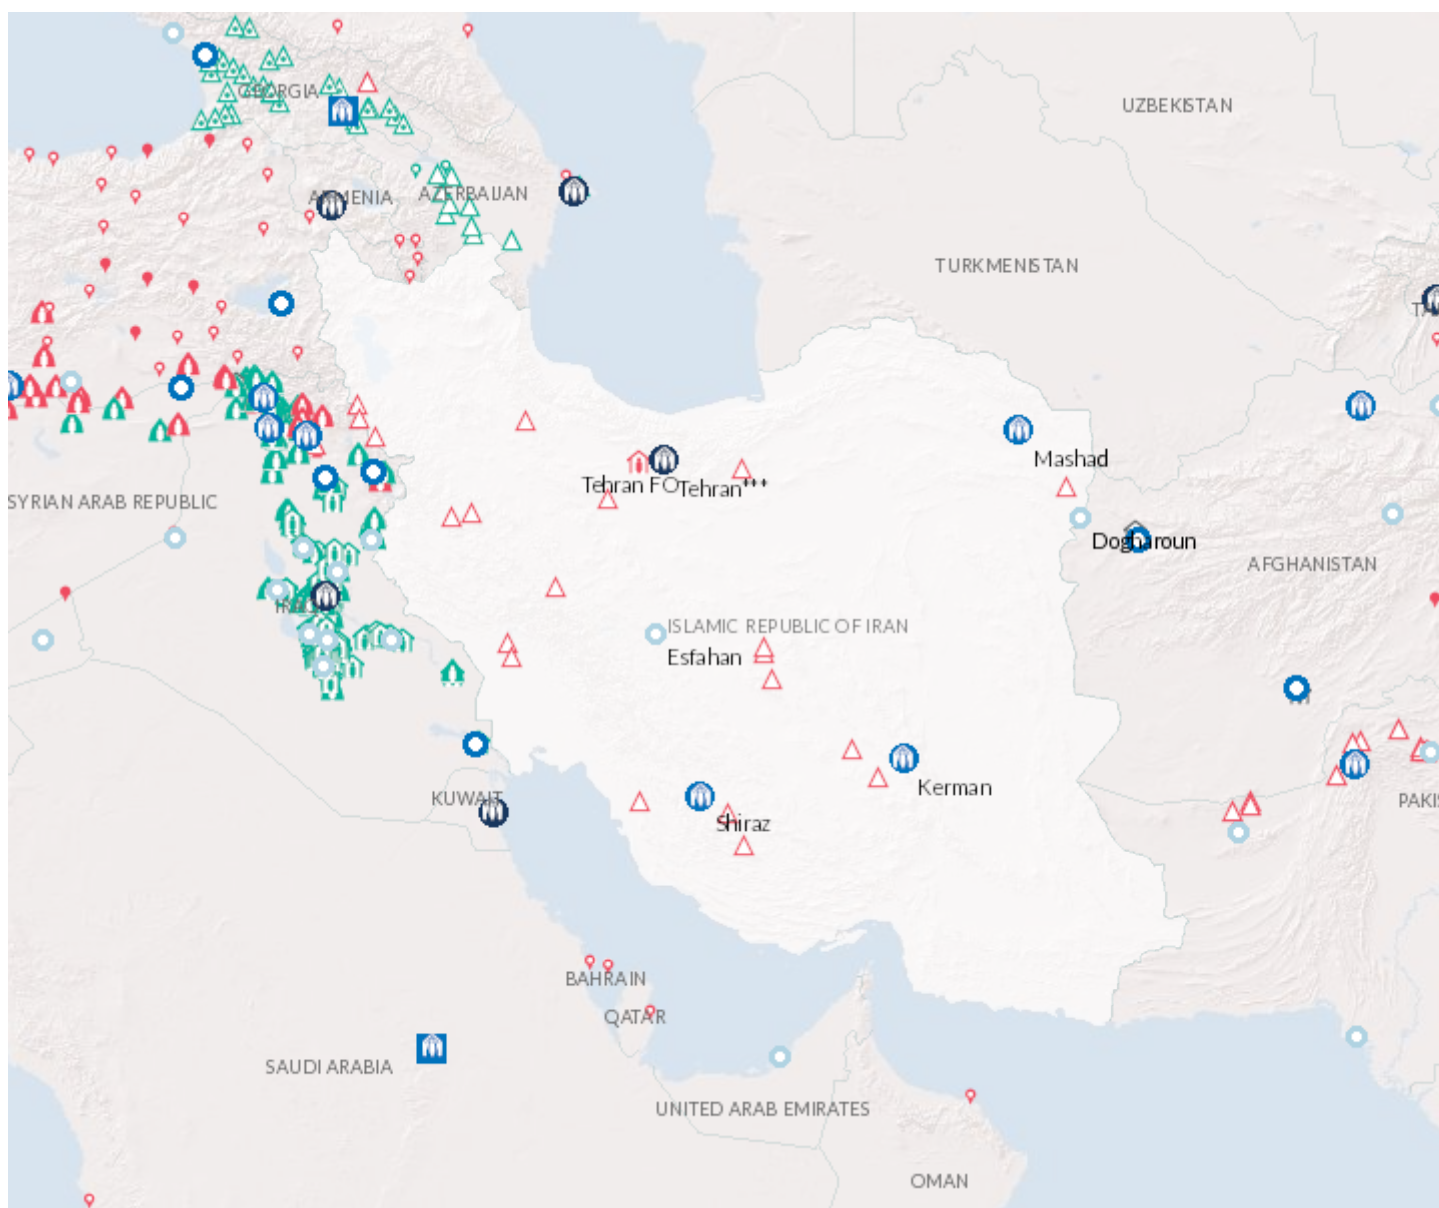 UZBEKISTAN
GEORGIA
ARMENIA
AZERBAIJAN
TURKMENISTAN
Mashad
Tehran FO
Tehran***
SYRIAN ARAB REPUBLIC
Dogharoun
AFGHANISTAN
ISLAMIC REPUBLIC OF IRAN
Esfahan
Kerman
KUWAIT
Shiraz
BAHRAIN
QATAR
SAUDI ARABIA
UNITED ARAB EMIRATES
OMAN